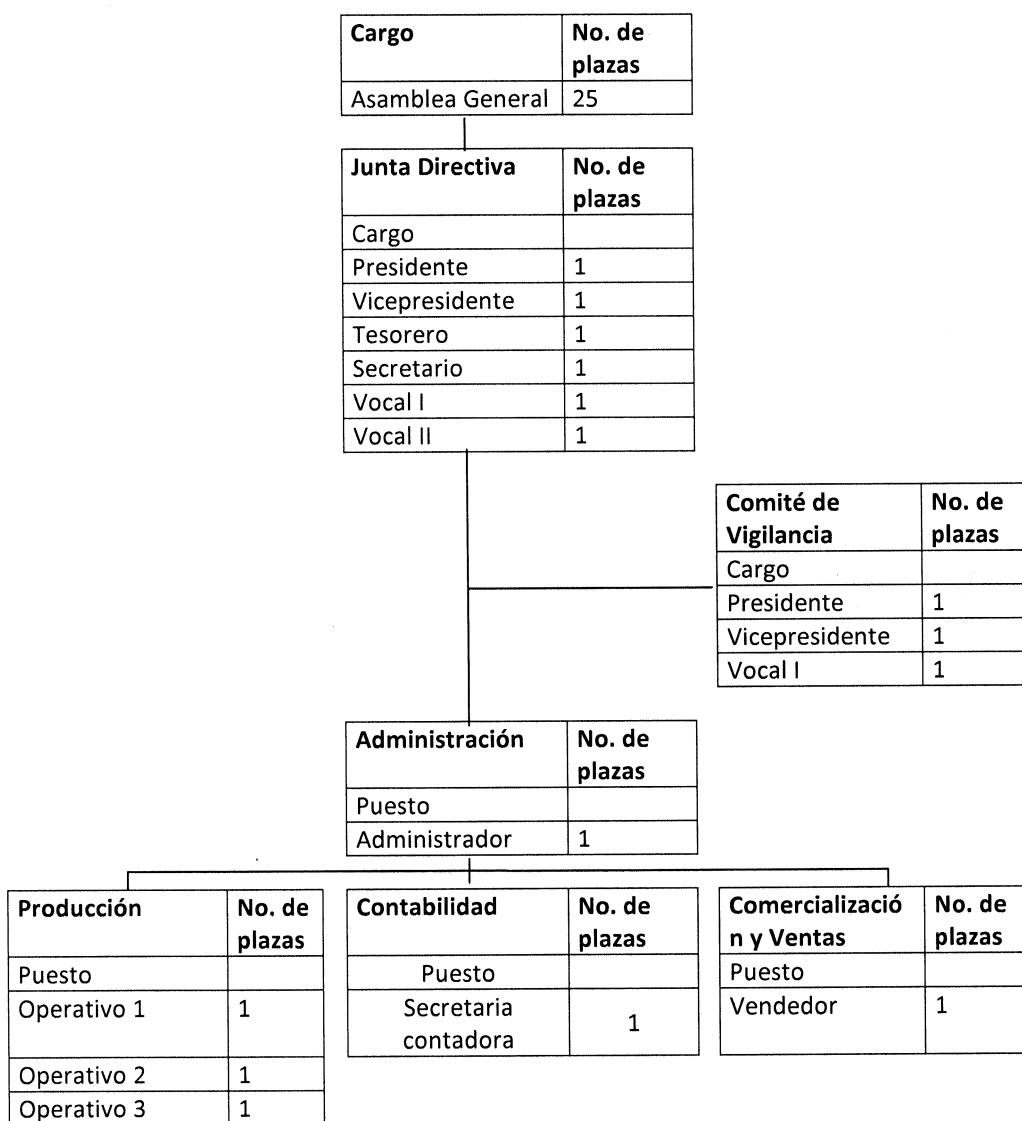 Cargo No. de
plazas
Asamblea General 25
Junta Directiva No. de
plazas
Cargo
Presidente 1
Vicepresidente 1
Tesorero 1
Secretario 1
Vocal I 1
Vocal II 1
Comité de No. de
Vigilancia plazas
Cargo
Presidente 1
Vicepresidente 1
Vocal I 1
Administración No. de
plazas
Puesto
Administrador 1
Producción No. de
plazas
Puesto
Operativo 1 1
Operativo 2 1
Operativo 3 1
Contabilidad No. de
plazas
Puesto
Secretaria
contadora 1
Comercializació No. de
n y Ventas plazas
Puesto
Vendedor 1